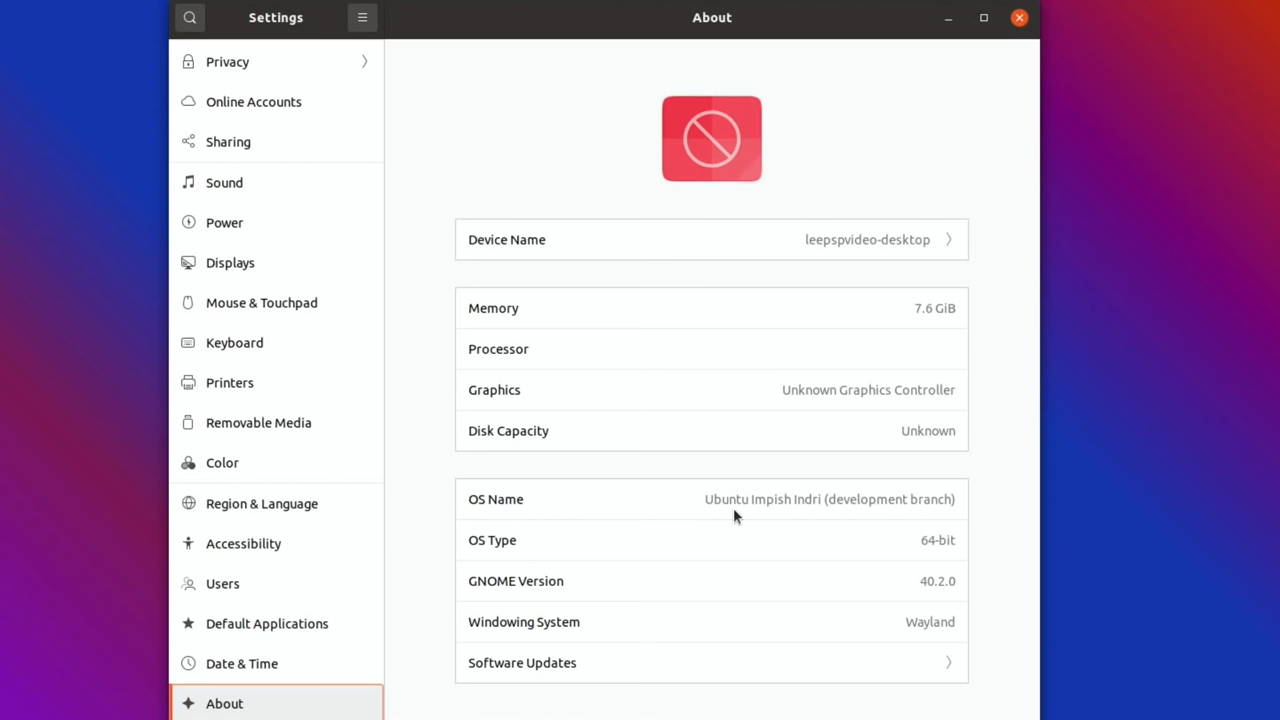 Settings
About
Privacy
Online Accounts
Sharing
Sound
Power
Displays
Mouse & Touchpad
Keyboard
Printers
Removable Media
Color
Region & Language
Accessibility
Users
Default Applications
Date & Time
About
Device Name leepspvideo-desktop
Memory 7.6 GiB
Processor
Graphics Unknown Graphics Controller
Disk Capacity Unknown
OS Name Ubuntu Impish Indri (development branch)
OS Type 64-bit
GNOME Version 40.2.0
Windowing System Wayland
Software Updates